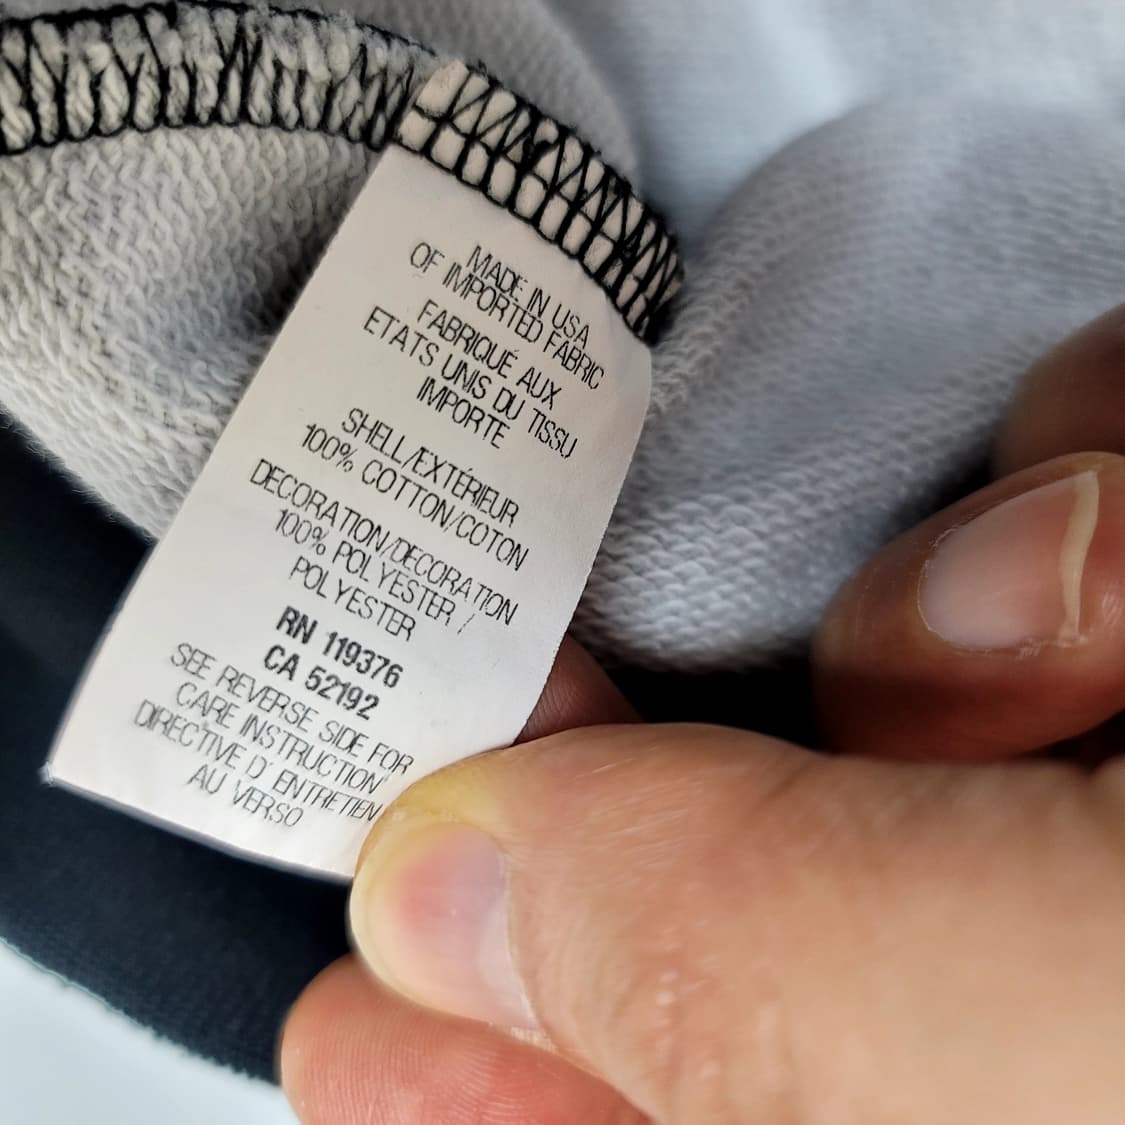 MADE IN USA
OF IMPORTED FABRIC
FABRIQUÉ AUX
ETATS UNIS DU TISSU
IMPORTE
SHELL/EXTÉRIEUR
100% COTTON/COTON
DECORATION/DECORATION
100% POLYESTER /
POLYESTER
RN 119376
CA 52192
SEE REVERSE SIDE FOR
CARE INSTRUCTION
DIRECTIVE D' ENTRETIEN
AU VERSO